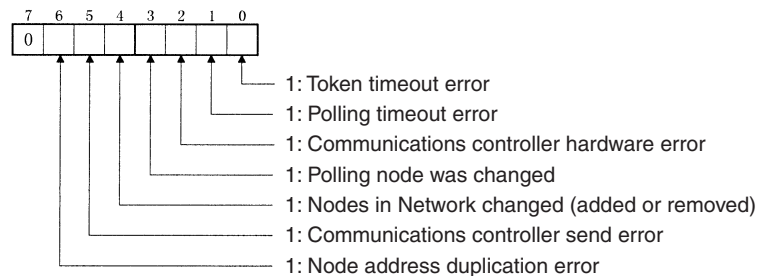 7 6 5 4 3 2 1 0
0
1: Token timeout error
1: Polling timeout error
1: Communications controller hardware error
1: Polling node was changed
1: Nodes in Network changed (added or removed)
1: Communications controller send error
1: Node address duplication error